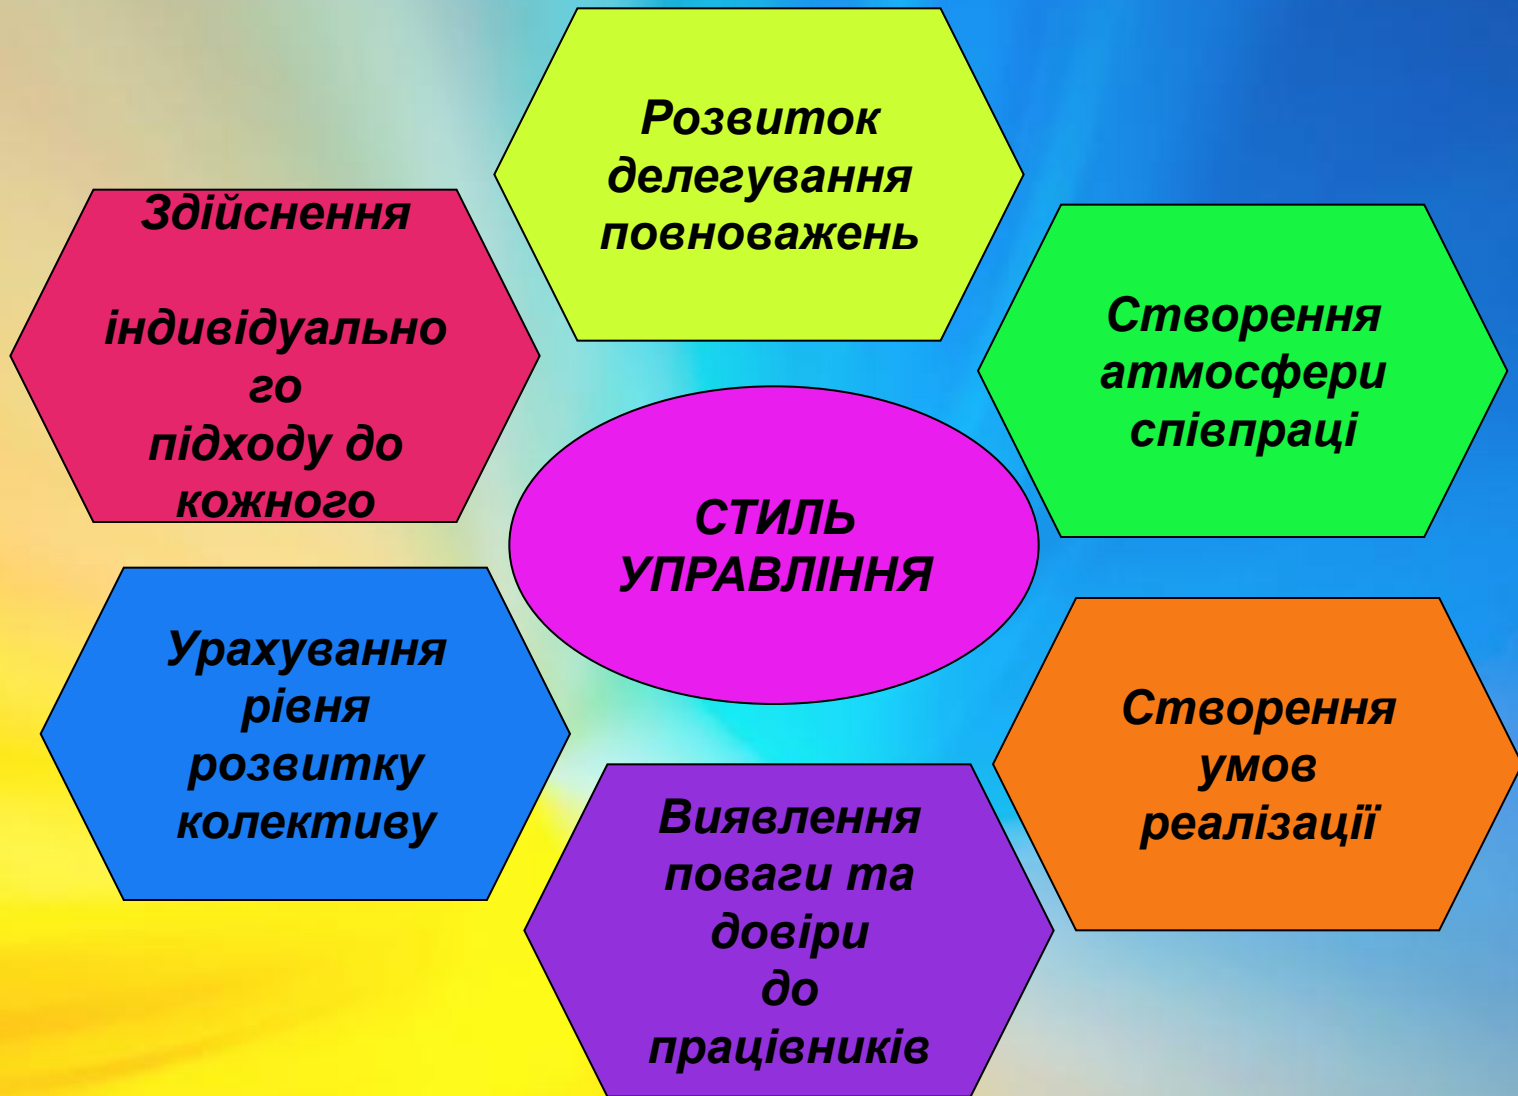 Розвиток
делегування
повноважень
Здійснення
індивідуально
го
підходу до
кожного
Створення
атмосфери
співпраці
СТИЛЬ
УПРАВЛІННЯ
Урахування
рівня
розвитку
колективу
Створення
умов
реалізації
Виявлення
поваги та
довіри
до
працівників